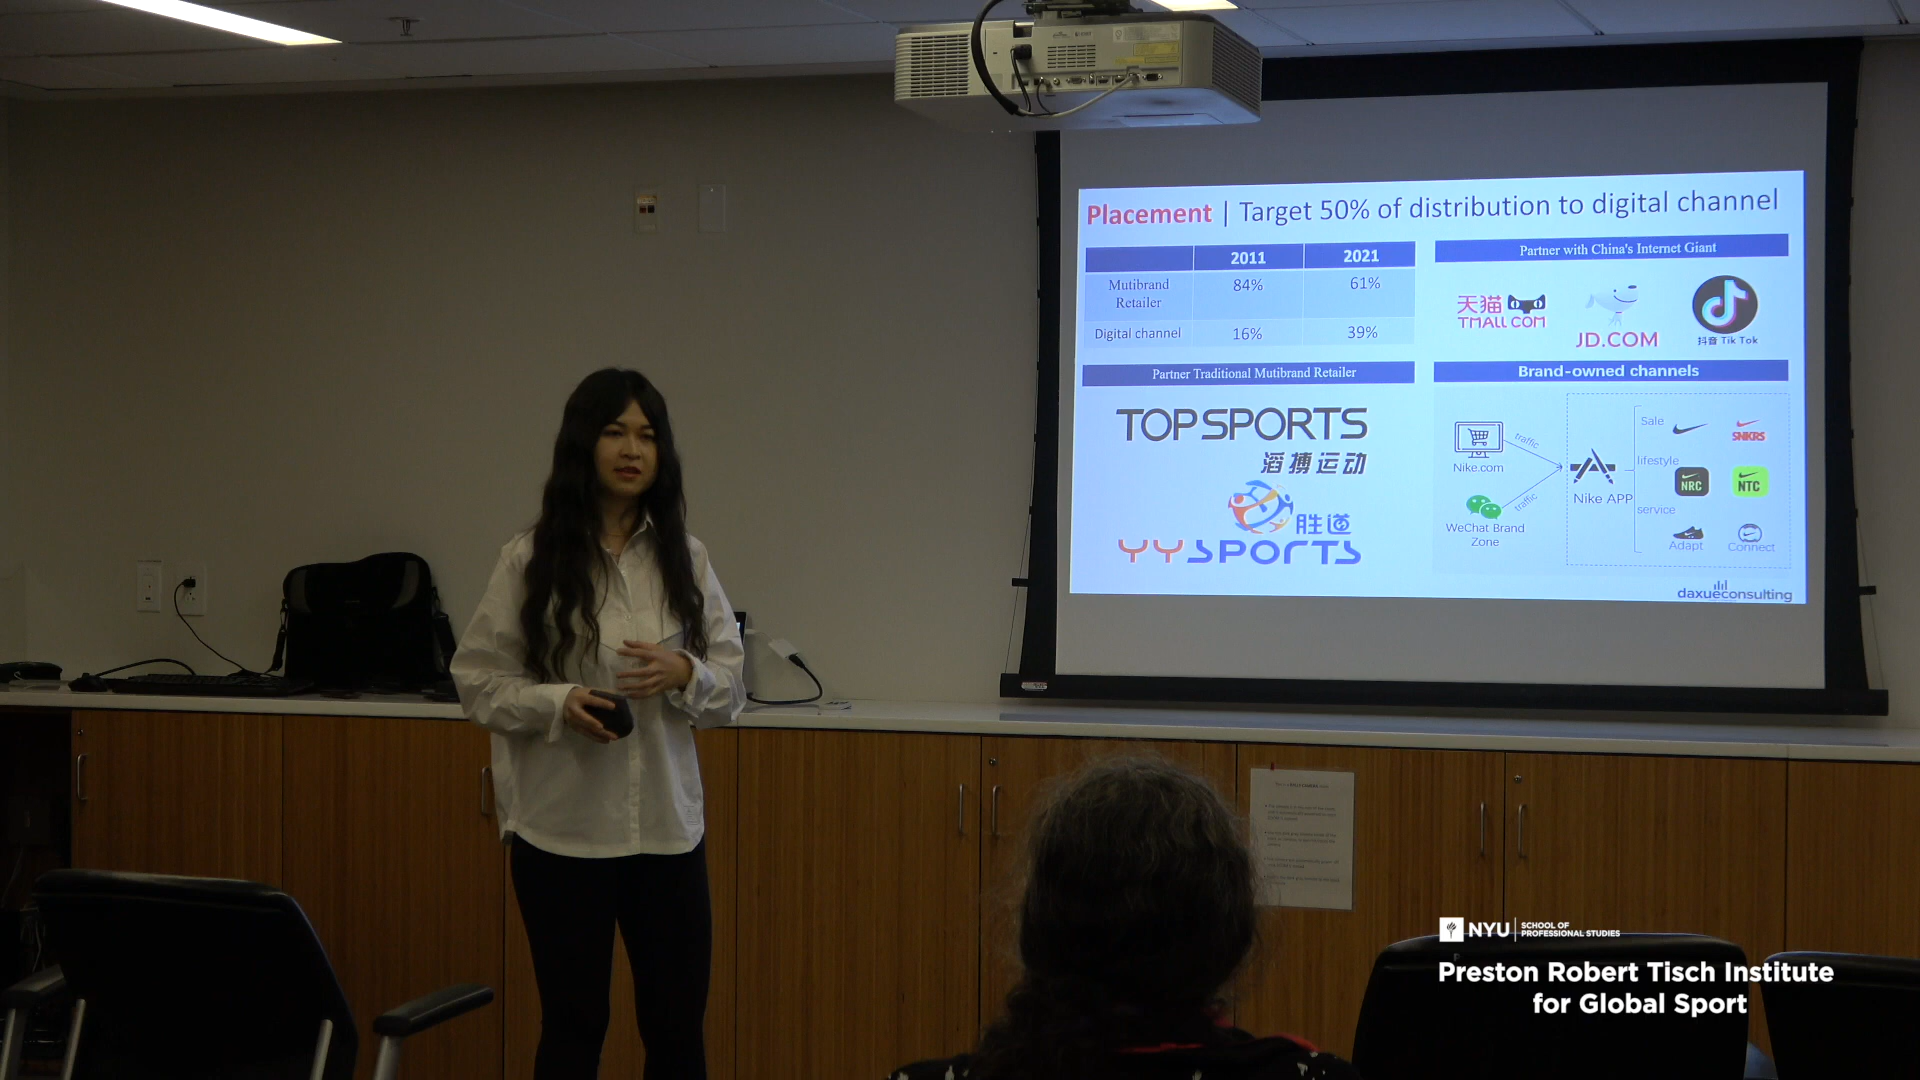 Placement | Target 50% of distribution to digital channel
2011 2021
Mutibrand Retailer 84% 61%
Digital channel 16% 39%
Partner with China's Internet Giant
天猫
TMALL.COM
JD.COM
抖音 Tik Tok
Partner Traditional Mutibrand Retailer
TOPSPORTS
滔搏运动
胜道
YYSPORTS
Brand-owned channels
Nike.com
traffic
WeChat Brand
Zone
traffic
Nike APP
Sale
SNKRS
lifestyle
NRC
NTC
service
Adapt
Connect
daxueconsulting
NYU SCHOOL OF
PROFESSIONAL STUDIES
Preston Robert Tisch Institute
for Global Sport